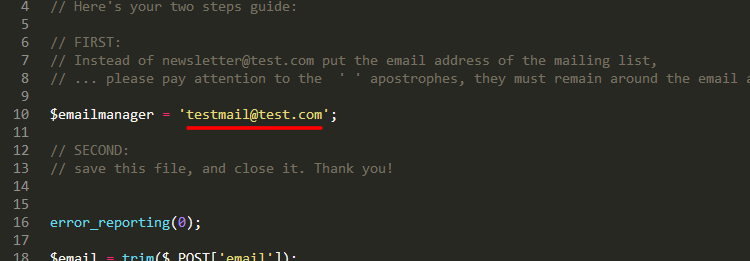 4 // Here's your two steps guide:
5
6 // FIRST:
7 // Instead of newsletter@test.com put the email address of the mailing list,
8 // ... please pay attention to the ' ' apostrophes, they must remain around the email a
9
10 $emailmanager = 'testmail@test.com';
11
12 // SECOND:
13 // save this file, and close it. Thank you!
14
15
16 error_reporting(0);
17
18 $email = trim($_POST['email']);